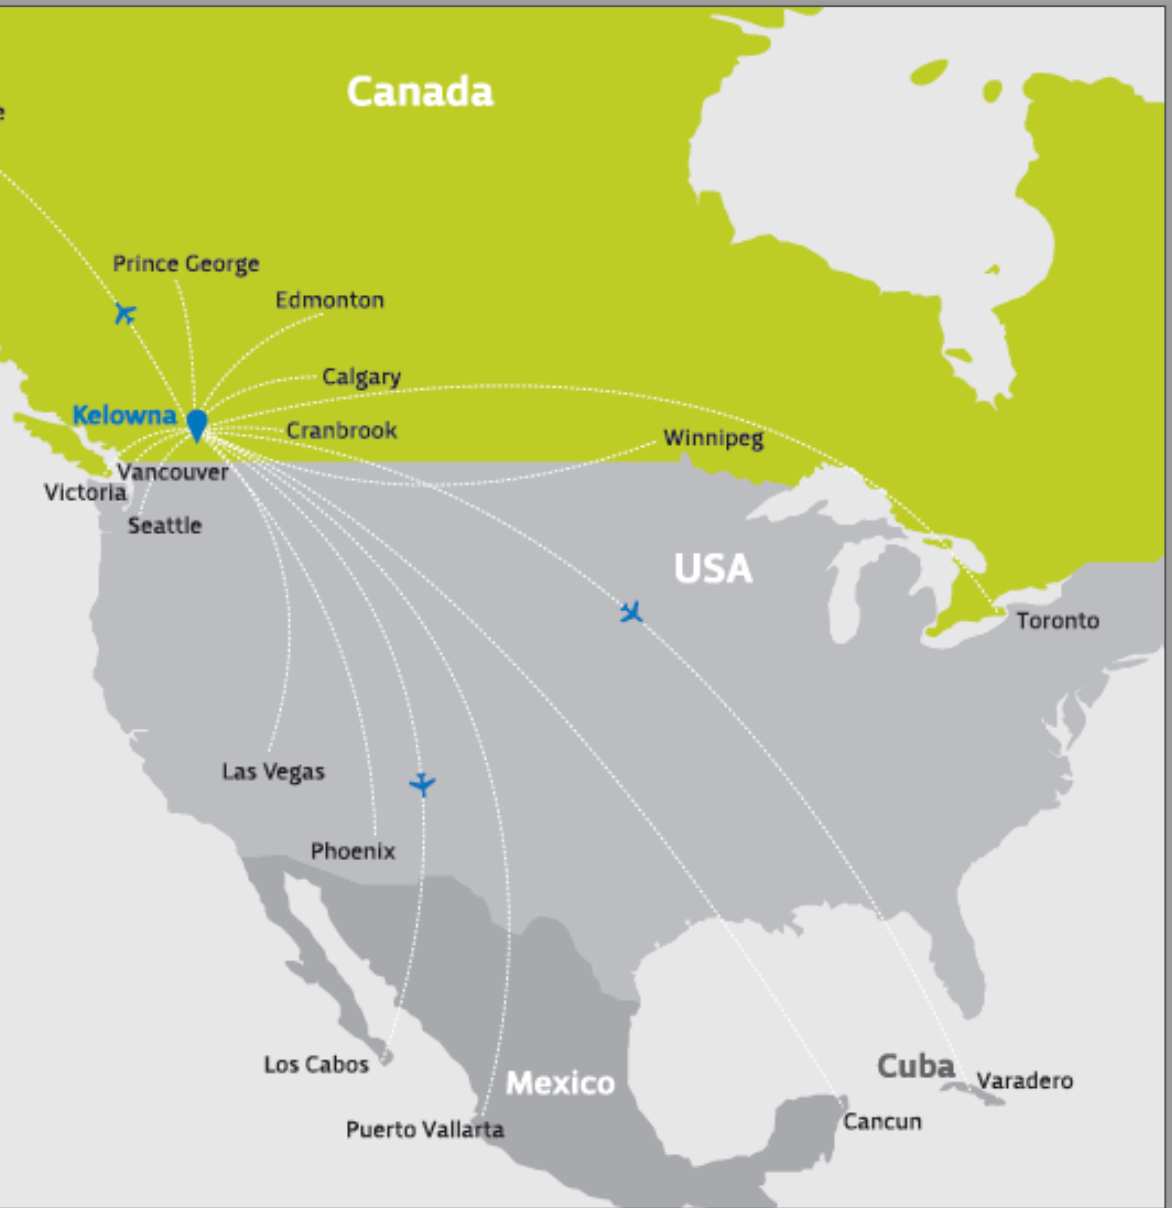 Canada
Prince George
Edmonton
Calgary
Kelowna
Cranbrook
Winnipeg
Vancouver
Victoria
Seattle
USA
Toronto
Las Vegas
Phoenix
Los Cabos
Cuba
Mexico
Varadero
Cancun
Puerto Vallarta